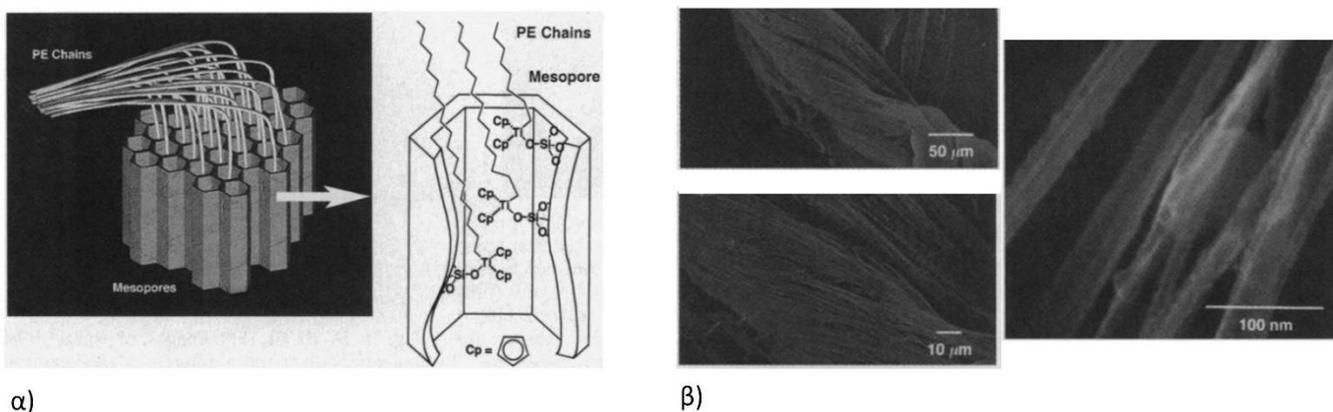 PE Chains
Mesopores
PE Chains
Mesopore
Cp
Cp
Ti
O-Si
O
O
O
Cp
Cp
Ti
O-Si
O
O
Si-O
O
Ti
Cp
Cp
Cp =
50 μm
10 μm
100 nm
α)
β)